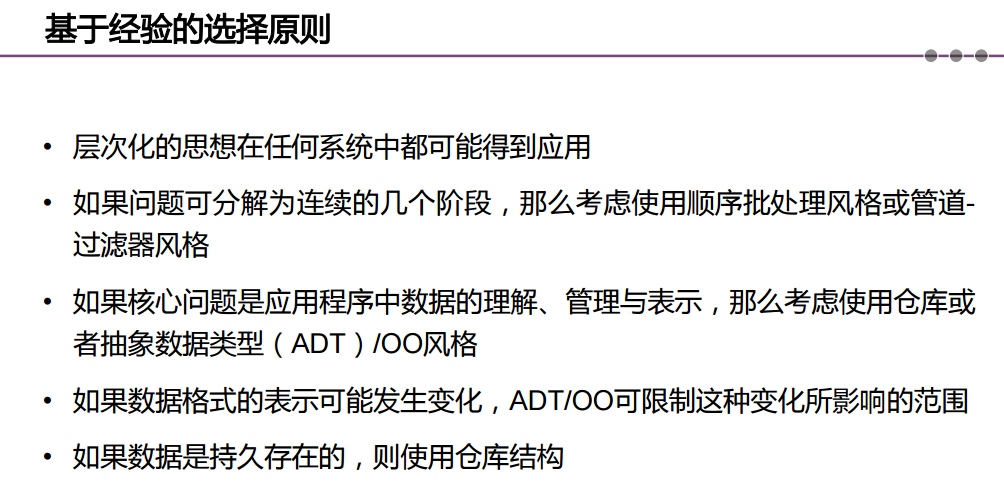 基于经验的选择原则
• 层次化的思想在任何系统中都可能得到应用
• 如果问题可分解为连续的几个阶段，那么考虑使用顺序批处理风格或管道-
过滤器风格
• 如果核心问题是应用程序中数据的理解、管理与表示，那么考虑使用仓库或
者抽象数据类型（ADT）/OO风格
• 如果数据格式的表示可能发生变化，ADT/OO可限制这种变化所影响的范围
• 如果数据是持久存在的，则使用仓库结构